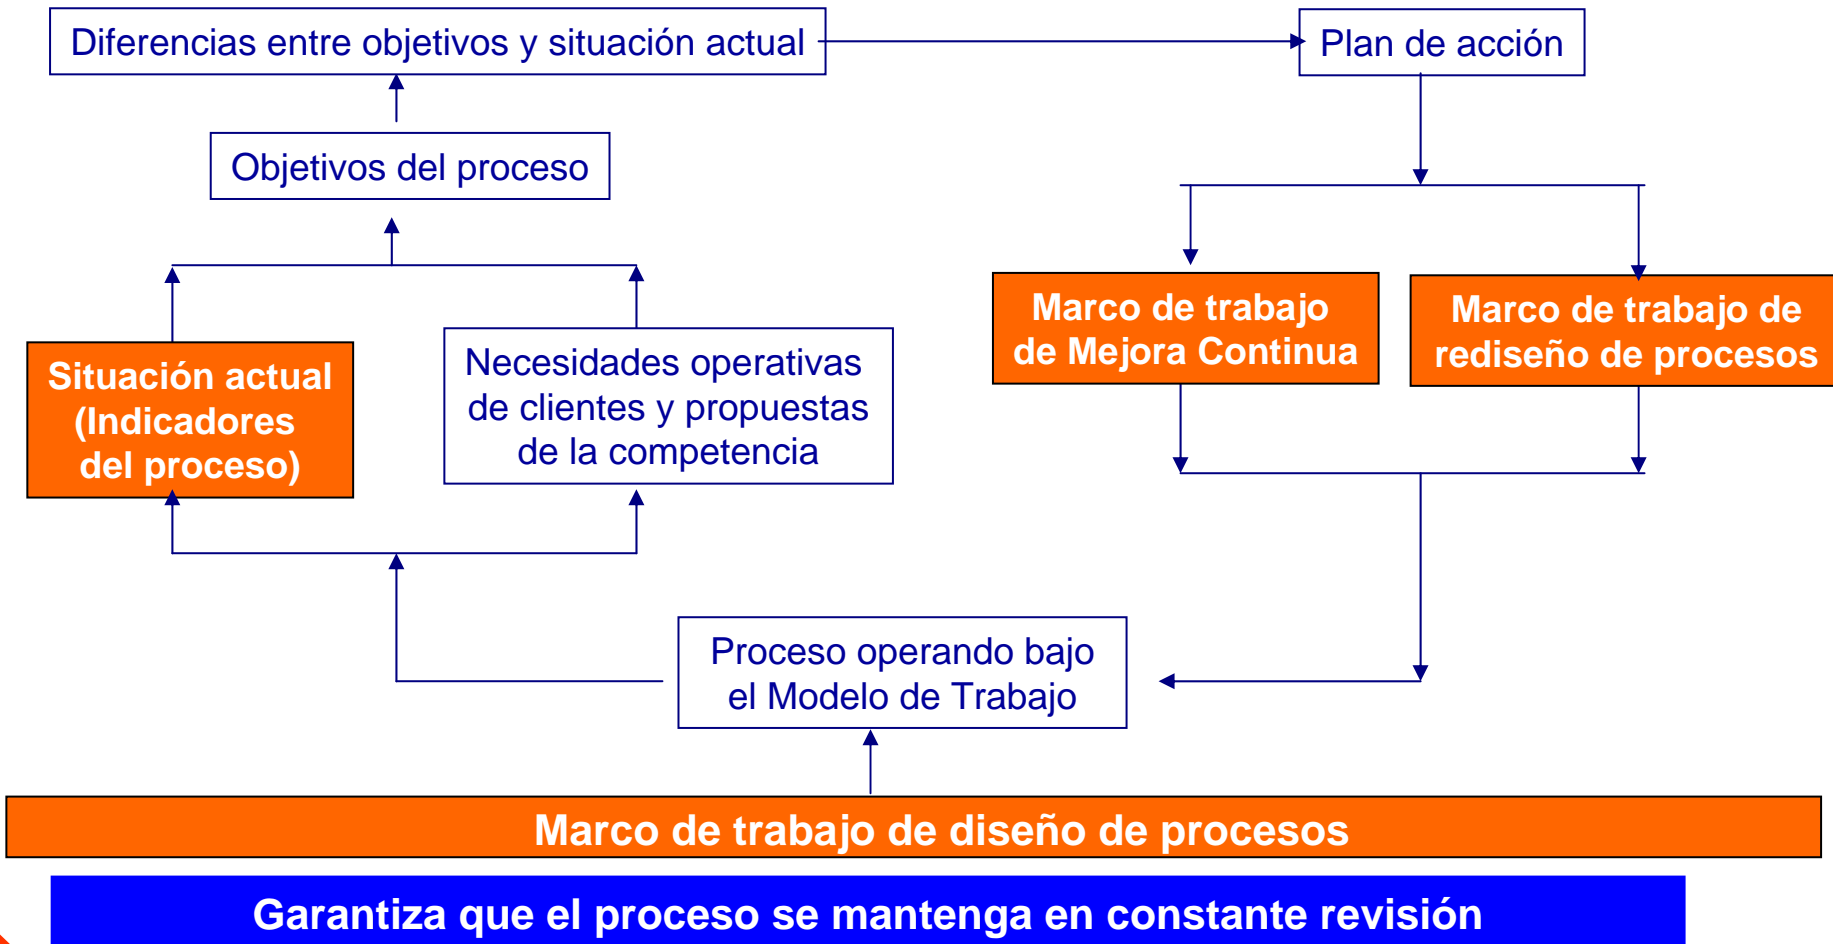 Diferencias entre objetivos y situación actual
Plan de acción
Objetivos del proceso
Marco de trabajo
de Mejora Continua
Marco de trabajo de
rediseño de procesos
Situación actual
(Indicadores
del proceso)
Necesidades operativas
de clientes y propuestas
de la competencia
Proceso operando bajo
el Modelo de Trabajo
Marco de trabajo de diseño de procesos
Garantiza que el proceso se mantenga en constante revisión